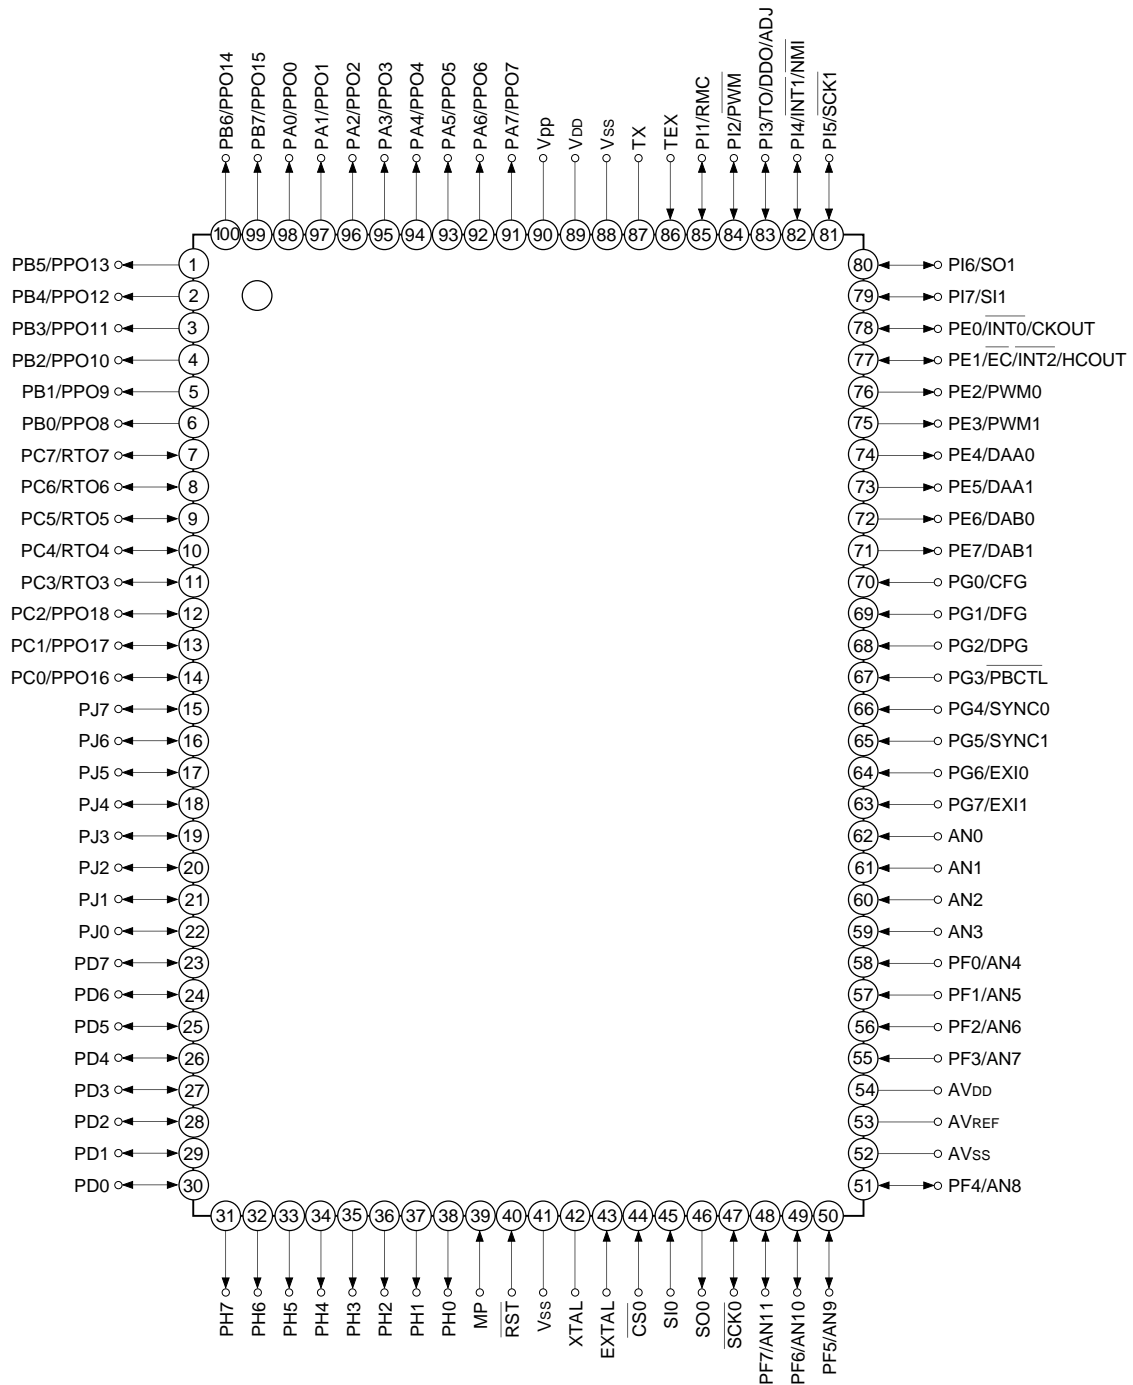 PB6/PPO14
PB7/PPO15
PA0/PPO0
PA1/PPO1
PA2/PPO2
PA3/PPO3
PA4/PPO4
PA5/PPO5
PA6/PPO6
PA7/PPO7
Vpp
VDD
Vss
TX
TEX
PI1/RMC
PI2/PWM
PI3/TO/DDO/ADJ
PI4/INT1/NMI
PI5/SCK1
100 99 98 97 96 95 94 93 92 91 90 89 88 87 86 85 84 83 82 81
PB5/PPO13 1
PB4/PPO12 2
PB3/PPO11 3
PB2/PPO10 4
PB1/PPO9 5
PB0/PPO8 6
PC7/RTO7 7
PC6/RTO6 8
PC5/RTO5 9
PC4/RTO4 10
PC3/RTO3 11
PC2/PPO18 12
PC1/PPO17 13
PC0/PPO16 14
PJ7 15
PJ6 16
PJ5 17
PJ4 18
PJ3 19
PJ2 20
PJ1 21
PJ0 22
PD7 23
PD6 24
PD5 25
PD4 26
PD3 27
PD2 28
PD1 29
PD0 30
80 PI6/SO1
79 PI7/SI1
78 PE0/INT0/CKOUT
77 PE1/EC/INT2/HCOUT
76 PE2/PWM0
75 PE3/PWM1
74 PE4/DAA0
73 PE5/DAA1
72 PE6/DAB0
71 PE7/DAB1
70 PG0/CFG
69 PG1/DFG
68 PG2/DPG
67 PG3/PBCTL
66 PG4/SYNC0
65 PG5/SYNC1
64 PG6/EXI0
63 PG7/EXI1
62 AN0
61 AN1
60 AN2
59 AN3
58 PF0/AN4
57 PF1/AN5
56 PF2/AN6
55 PF3/AN7
54 AVDD
53 AVREF
52 AVss
51 PF4/AN8
31 32 33 34 35 36 37 38 39 40 41 42 43 44 45 46 47 48 49 50
PH7
PH6
PH5
PH4
PH3
PH2
PH1
PH0
MP
RST
Vss
XTAL
EXTAL
CS0
SI0
SO0
SCK0
PF7/AN11
PF6/AN10
PF5/AN9